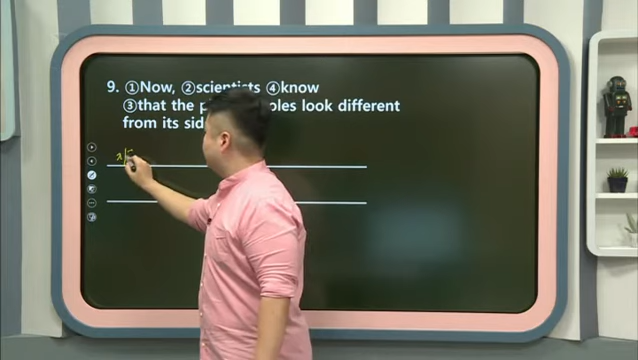 9. ①Now, ②scientists ④know
③that the oles look different
from its sid